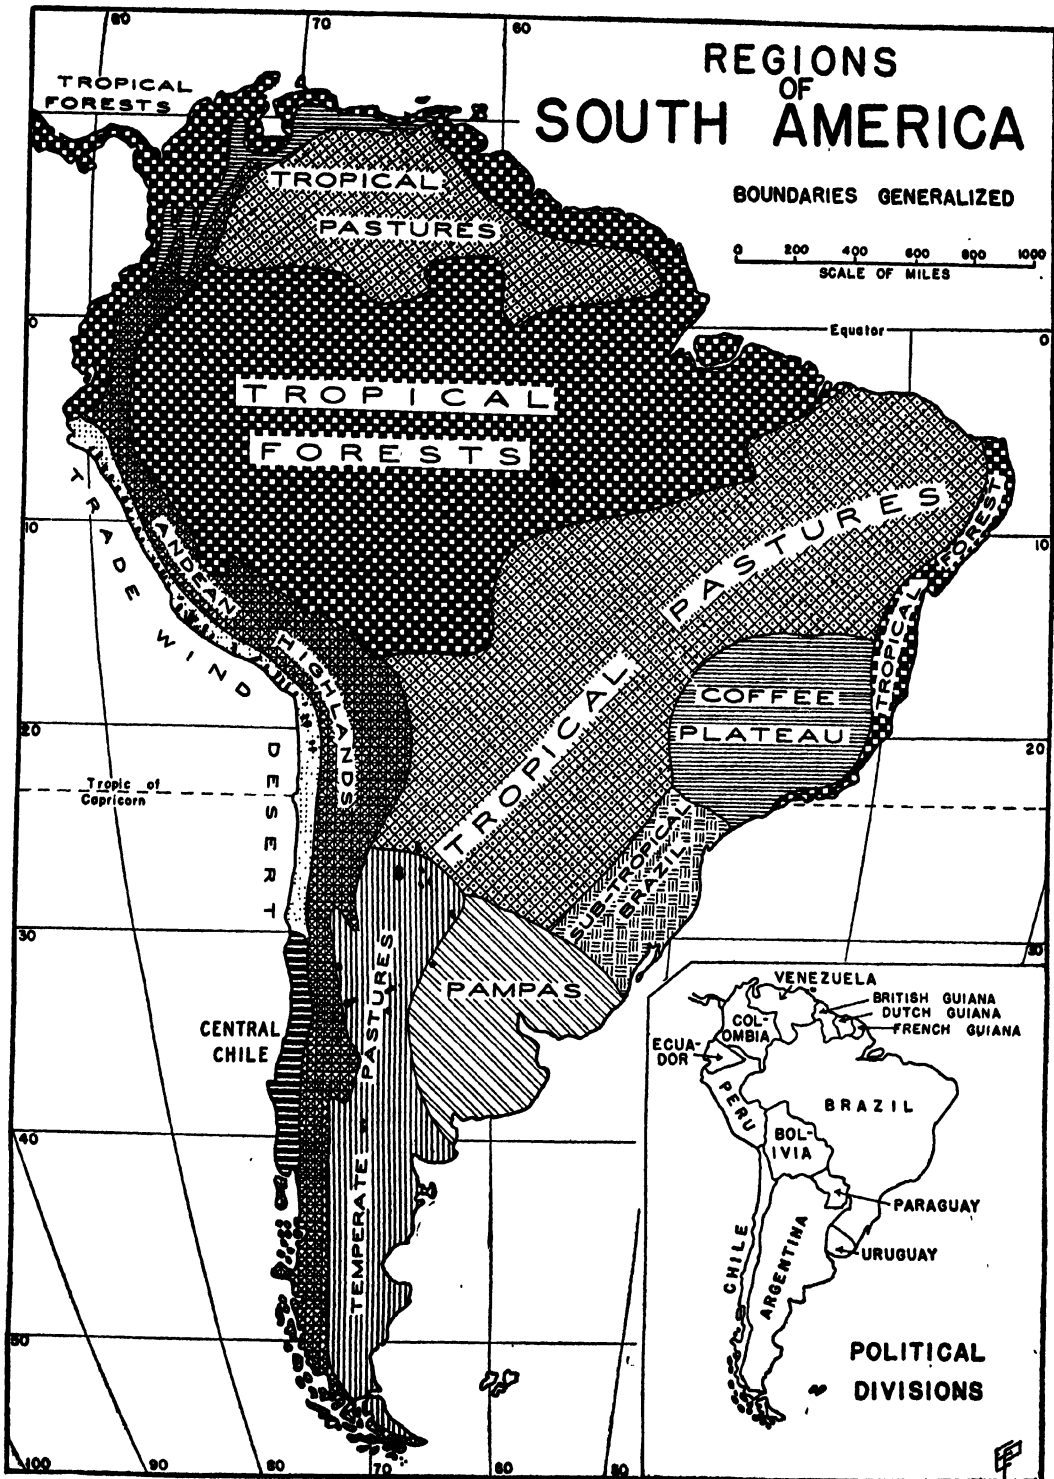 80
70
60
REGIONS
OF
SOUTH AMERICA
BOUNDARIES GENERALIZED
0 200 400 600 800 1000
SCALE OF MILES
TROPICAL
FORESTS
TROPICAL
PASTURES
0
Equator
0
TROPICAL
FORESTS
TRADE WIND DESERT
10
10
ANDEAN HIGHLANDS
TROPICAL PASTURES
TROPICAL FOREST
COFFEE
PLATEAU
20
20
Tropic of
Capricorn
SUB-TROPICAL
BRAZIL
30
30
PAMPAS
TEMPERATE PASTURES
CENTRAL
CHILE
40
50
100
90
80
70
60
50
VENEZUELA
BRITISH GUIANA
DUTCH GUIANA
FRENCH GUIANA
COL-
OMBIA
ECUA-
DOR
PERU
BRAZIL
BOL-
IVIA
PARAGUAY
CHILE
ARGENTINA
URUGUAY
POLITICAL
DIVISIONS